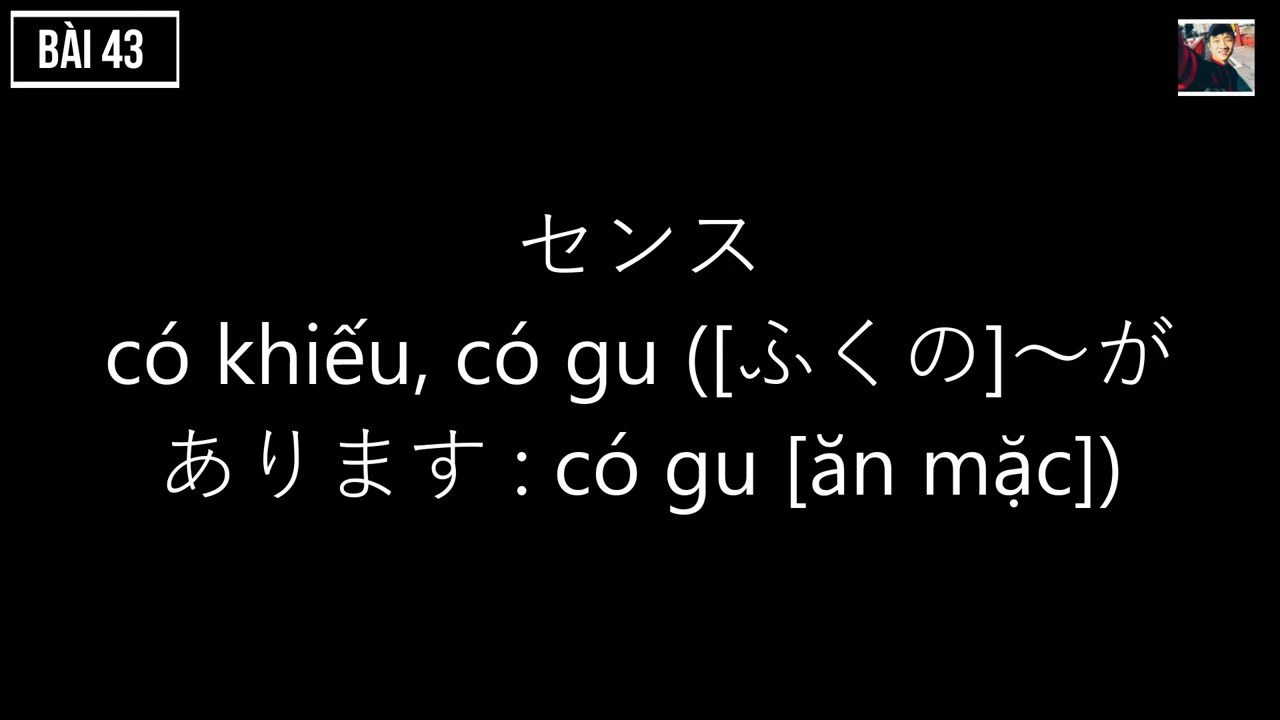 BÀI 43
センス
có khiếu, có gu ([ふくの]～が
あります : có gu [ăn mặc])